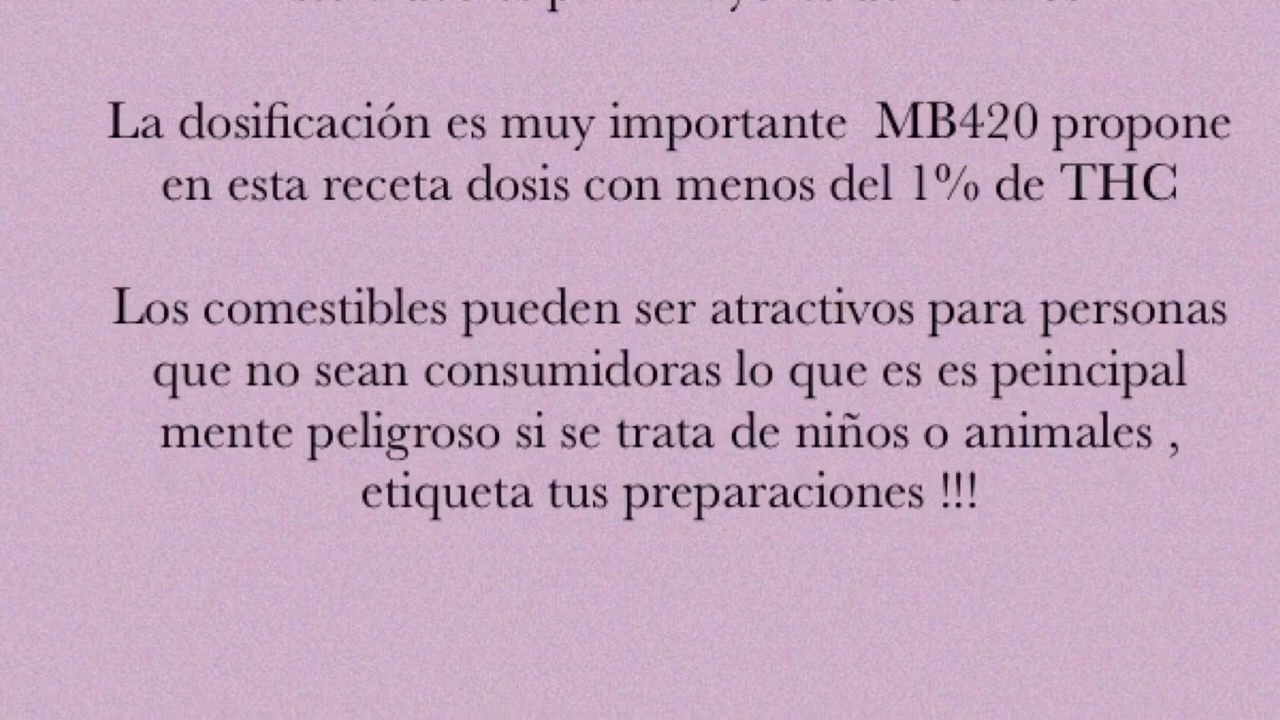 La dosificación es muy importante  MB420 propone
en esta receta dosis con menos del 1% de THC
Los comestibles pueden ser atractivos para personas
que no sean consumidoras lo que es es peincipal
mente peligroso si se trata de niños o animales ,
etiqueta tus preparaciones !!!